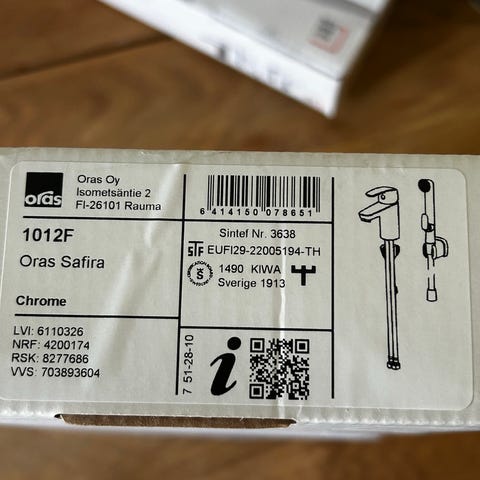 oras
Oras Oy
Isometsäntie 2
FI-26101 Rauma
1012F
Oras Safira
Chrome
LVI: 6110326
NRF: 4200174
RSK: 8277686
VVS: 703893604
6 414150 078651
Sintef Nr. 3638
STF EUFI29-22005194-TH
1490 KIWA
Sverige 1913
7 51-28-10
i